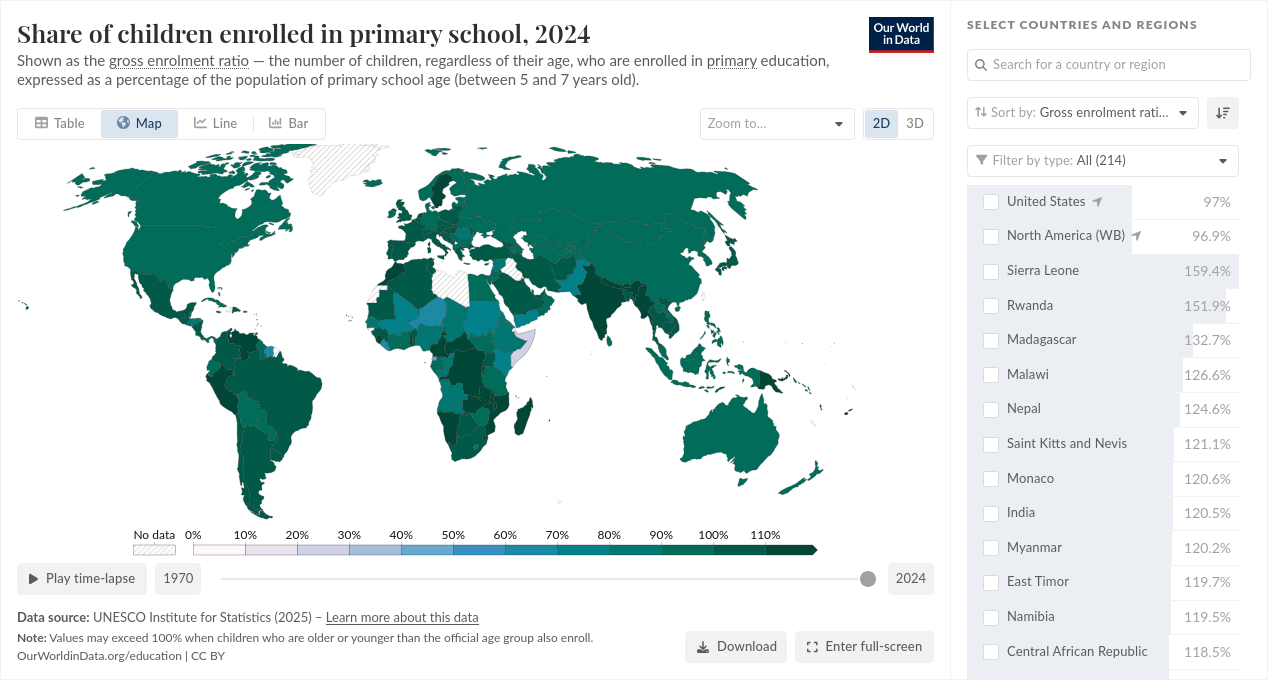 Share of children enrolled in primary school, 2024
Shown as the gross enrolment ratio — the number of children, regardless of their age, who are enrolled in primary education,
expressed as a percentage of the population of primary school age (between 5 and 7 years old).
Our World
in Data
Table
Map
Line
Bar
Zoom to...
2D
3D
No data
0%
10%
20%
30%
40%
50%
60%
70%
80%
90%
100%
110%
Play time-lapse
1970
2024
Data source: UNESCO Institute for Statistics (2025) – Learn more about this data
Note: Values may exceed 100% when children who are older or younger than the official age group also enroll.
OurWorldinData.org/education | CC BY
Download
Enter full-screen
SELECT COUNTRIES AND REGIONS
Search for a country or region
Sort by: Gross enrolment rati...
Filter by type: All (214)
United States 97%
North America (WB) 96.9%
Sierra Leone 159.4%
Rwanda 151.9%
Madagascar 132.7%
Malawi 126.6%
Nepal 124.6%
Saint Kitts and Nevis 121.1%
Monaco 120.6%
India 120.5%
Myanmar 120.2%
East Timor 119.7%
Namibia 119.5%
Central African Republic 118.5%